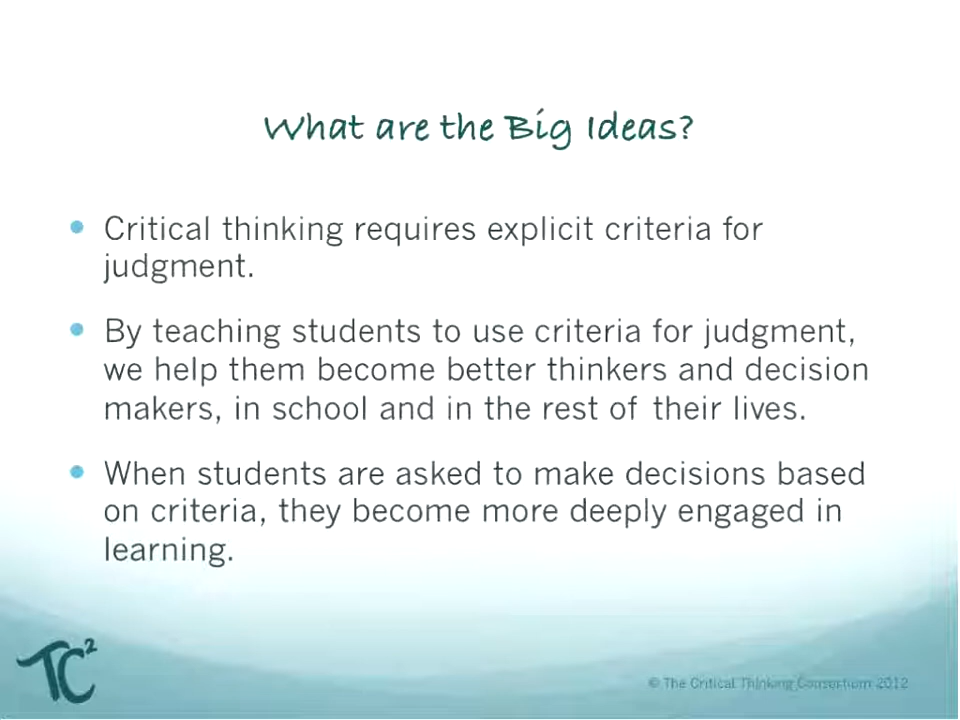 What are the Big Ideas?
• Critical thinking requires explicit criteria for
judgment.
• By teaching students to use criteria for judgment,
we help them become better thinkers and decision
makers, in school and in the rest of their lives.
• When students are asked to make decisions based
on criteria, they become more deeply engaged in
learning.
TC²
© The Critical Thinking Consortium 2012